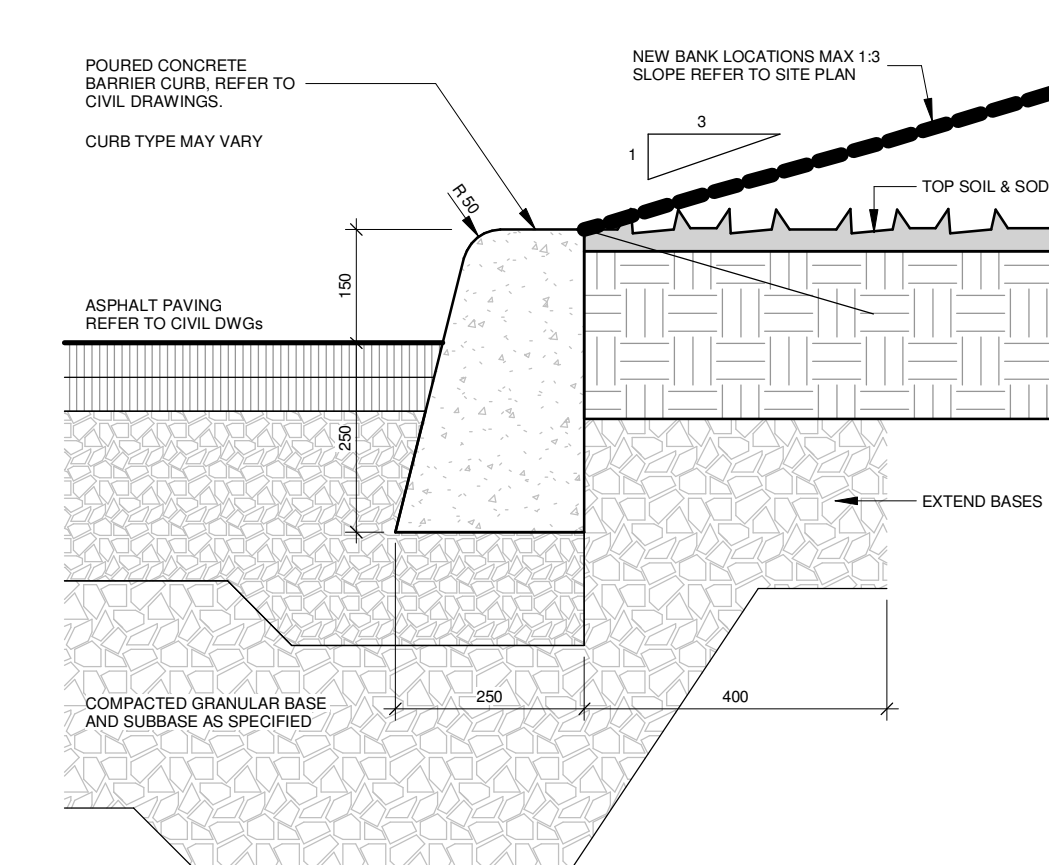 POURED CONCRETE
BARRIER CURB, REFER TO
CIVIL DRAWINGS.
CURB TYPE MAY VARY
NEW BANK LOCATIONS MAX 1:3
SLOPE REFER TO SITE PLAN
3
1
TOP SOIL & SOD
R 50
150
ASPHALT PAVING
REFER TO CIVIL DWGs
250
EXTEND BASES
250
400
COMPACTED GRANULAR BASE
AND SUBBASE AS SPECIFIED